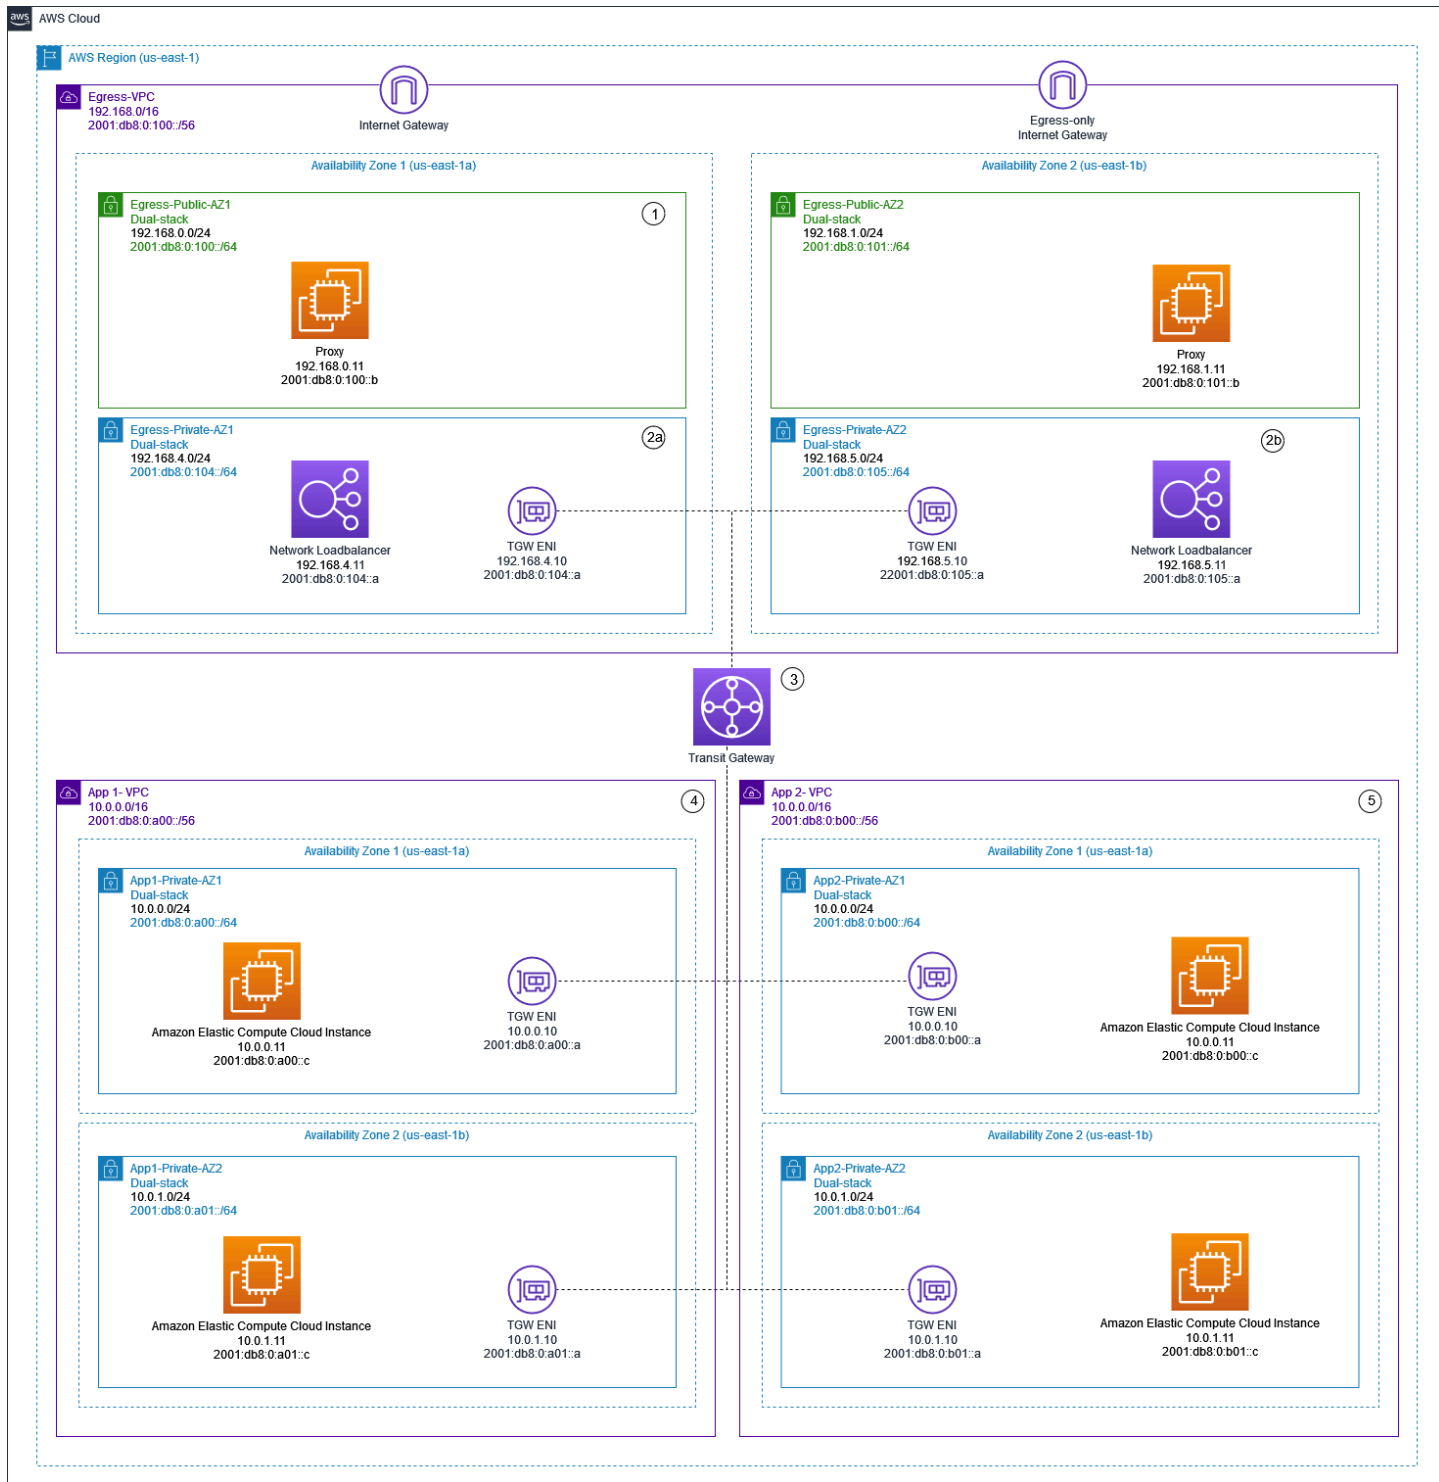 aws
AWS Cloud
AWS Region (us-east-1)
Egress-VPC
192.168.0/16
2001:db8:0:100::/56
Internet Gateway
Egress-only
Internet Gateway
Availability Zone 1 (us-east-1a)
Egress-Public-AZ1
Dual-stack
192.168.0.0/24
2001:db8:0:100::/64
1
Proxy
192.168.0.11
2001:db8:0:100::b
Availability Zone 2 (us-east-1b)
Egress-Public-AZ2
Dual-stack
192.168.1.0/24
2001:db8:0:101::/64
Proxy
192.168.1.11
2001:db8:0:101::b
Egress-Private-AZ1
Dual-stack
192.168.4.0/24
2001:db8:0:104::/64
2a
Network Loadbalancer
192.168.4.11
2001:db8:0:104::a
TGW ENI
192.168.4.10
2001:db8:0:104::a
Egress-Private-AZ2
Dual-stack
192.168.5.0/24
2001:db8:0:105::/64
2b
TGW ENI
192.168.5.10
22001:db8:0:105::a
Network Loadbalancer
192.168.5.11
2001:db8:0:105::a
3
Transit Gateway
App 1- VPC
10.0.0.0/16
2001:db8:0:a00::/56
4
Availability Zone 1 (us-east-1a)
App1-Private-AZ1
Dual-stack
10.0.0.0/24
2001:db8:0:a00::/64
Amazon Elastic Compute Cloud Instance
10.0.0.11
2001:db8:0:a00::c
TGW ENI
10.0.0.10
2001:db8:0:a00::a
Availability Zone 2 (us-east-1b)
App1-Private-AZ2
Dual-stack
10.0.1.0/24
2001:db8:0:a01::/64
Amazon Elastic Compute Cloud Instance
10.0.1.11
2001:db8:0:a01::c
TGW ENI
10.0.1.10
2001:db8:0:a01::a
App 2- VPC
10.0.0.0/16
2001:db8:0:b00::/56
5
Availability Zone 1 (us-east-1a)
App2-Private-AZ1
Dual-stack
10.0.0.0/24
2001:db8:0:b00::/64
TGW ENI
10.0.0.10
2001:db8:0:b00::a
Amazon Elastic Compute Cloud Instance
10.0.0.11
2001:db8:0:b00::c
Availability Zone 2 (us-east-1b)
App2-Private-AZ2
Dual-stack
10.0.1.0/24
2001:db8:0:b01::/64
TGW ENI
10.0.1.10
2001:db8:0:b01::a
Amazon Elastic Compute Cloud Instance
10.0.1.11
2001:db8:0:b01::c